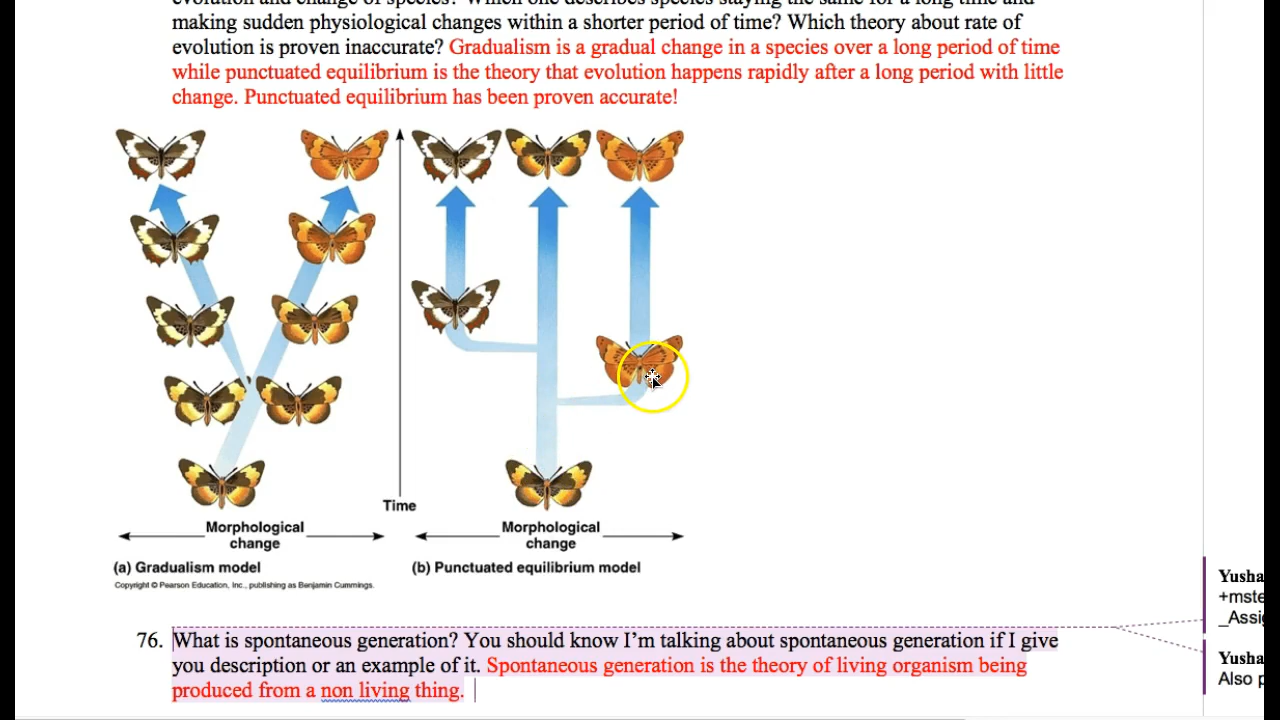 evolution and change of species? Which one describes species staying the same for a long time and
making sudden physiological changes within a shorter period of time? Which theory about rate of
evolution is proven inaccurate? Gradualism is a gradual change in a species over a long period of time
while punctuated equilibrium is the theory that evolution happens rapidly after a long period with little
change. Punctuated equilibrium has been proven accurate!
Time
Morphological
change
Morphological
change
(a) Gradualism model
(b) Punctuated equilibrium model
Copyright © Pearson Education, Inc., publishing as Benjamin Cummings.
76. What is spontaneous generation? You should know I'm talking about spontaneous generation if I give
you description or an example of it. Spontaneous generation is the theory of living organism being
produced from a non living thing.
Yusha
+mste
_Assig
Yusha
Also p